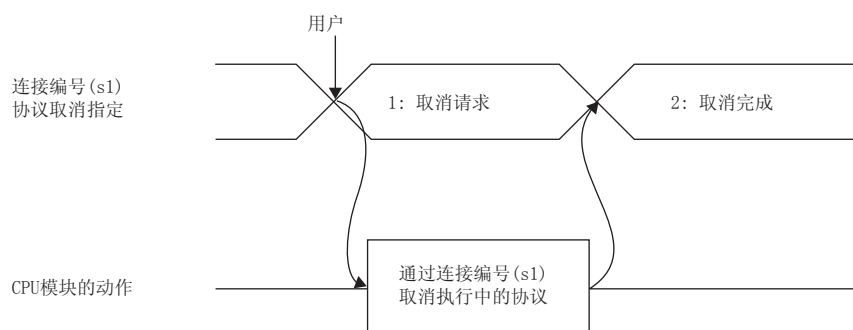 用户
连接编号(s1)
协议取消指定
1: 取消请求
2: 取消完成
CPU模块的动作
通过连接编号(s1)
取消执行中的协议